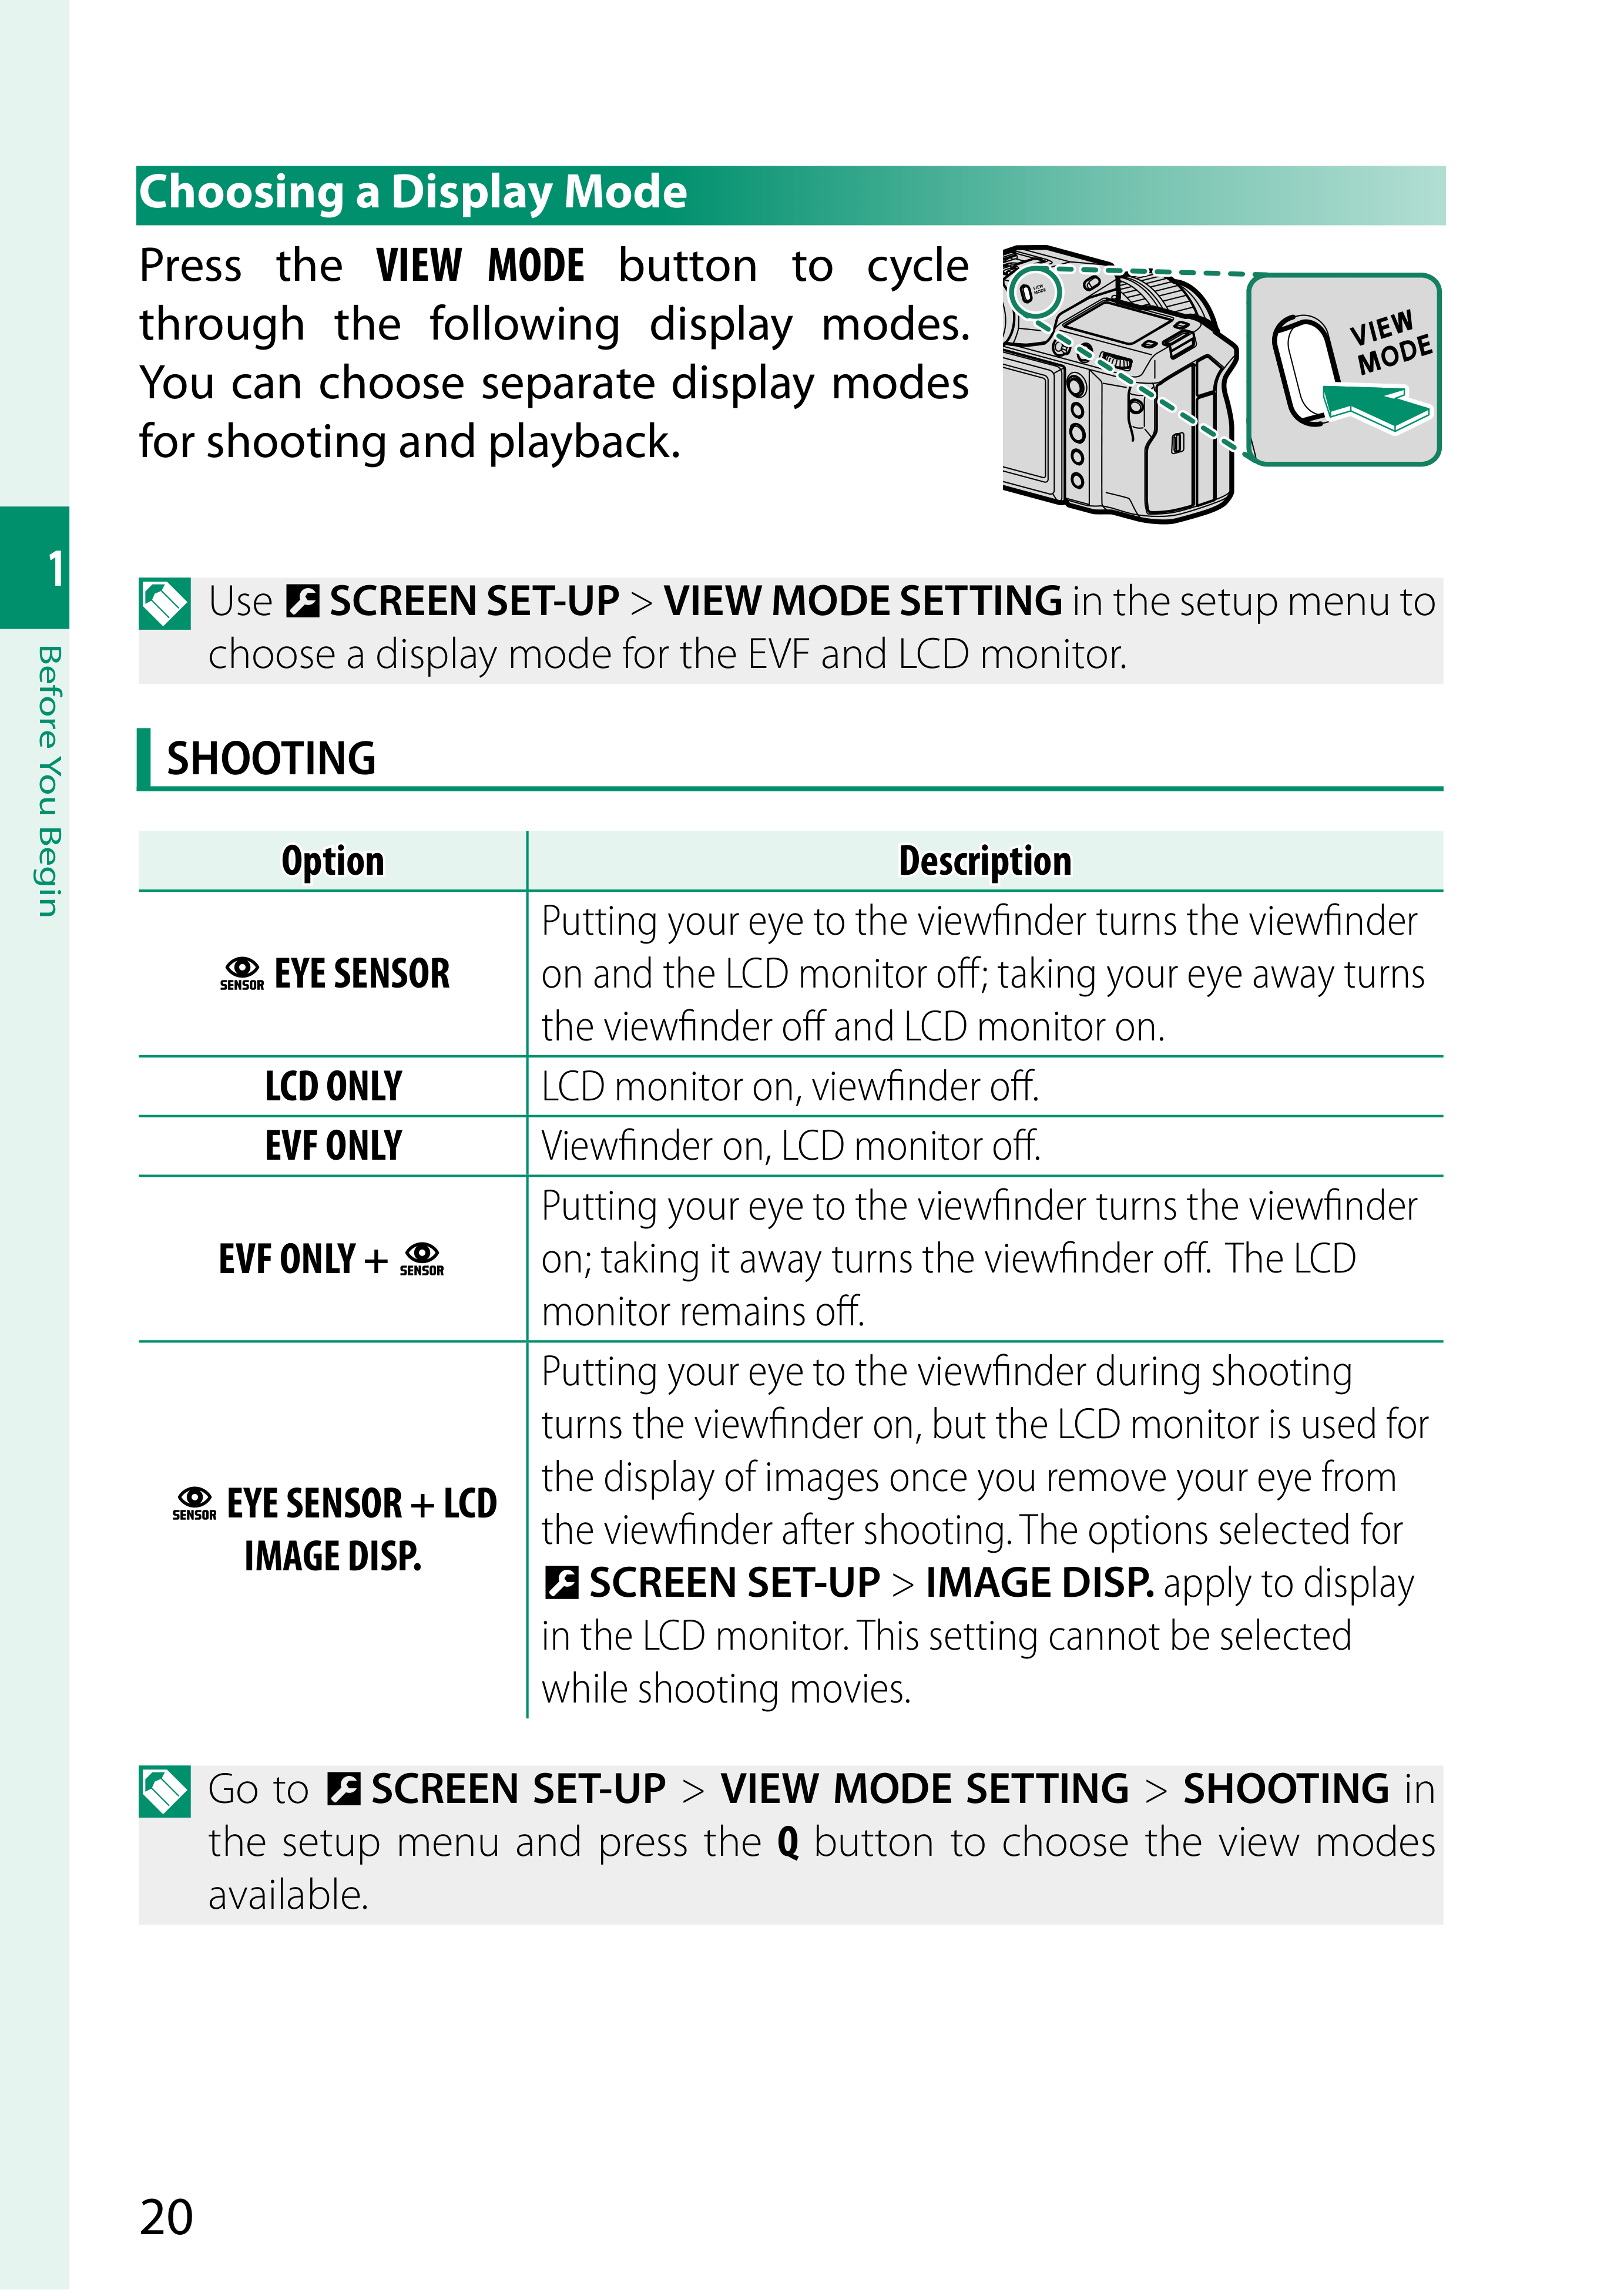 Choosing a Display Mode
Press the VIEW MODE button to cycle
through the following display modes.
You can choose separate display modes
for shooting and playback.
VIEW
MODE
VIEW
MODE
1
Before You Begin
Use SCREEN SET-UP > VIEW MODE SETTING in the setup menu to
choose a display mode for the EVF and LCD monitor.
SHOOTING
Option
Description
SENSOR EYE SENSOR
Putting your eye to the viewfinder turns the viewfinder
on and the LCD monitor off; taking your eye away turns
the viewfinder off and LCD monitor on.
LCD ONLY
LCD monitor on, viewfinder off.
EVF ONLY
Viewfinder on, LCD monitor off.
EVF ONLY + SENSOR
Putting your eye to the viewfinder turns the viewfinder
on; taking it away turns the viewfinder off. The LCD
monitor remains off.
SENSOR EYE SENSOR + LCD
IMAGE DISP.
Putting your eye to the viewfinder during shooting
turns the viewfinder on, but the LCD monitor is used for
the display of images once you remove your eye from
the viewfinder after shooting. The options selected for
SCREEN SET-UP > IMAGE DISP. apply to display
in the LCD monitor. This setting cannot be selected
while shooting movies.
Go to SCREEN SET-UP > VIEW MODE SETTING > SHOOTING in
the setup menu and press the Q button to choose the view modes
available.
20